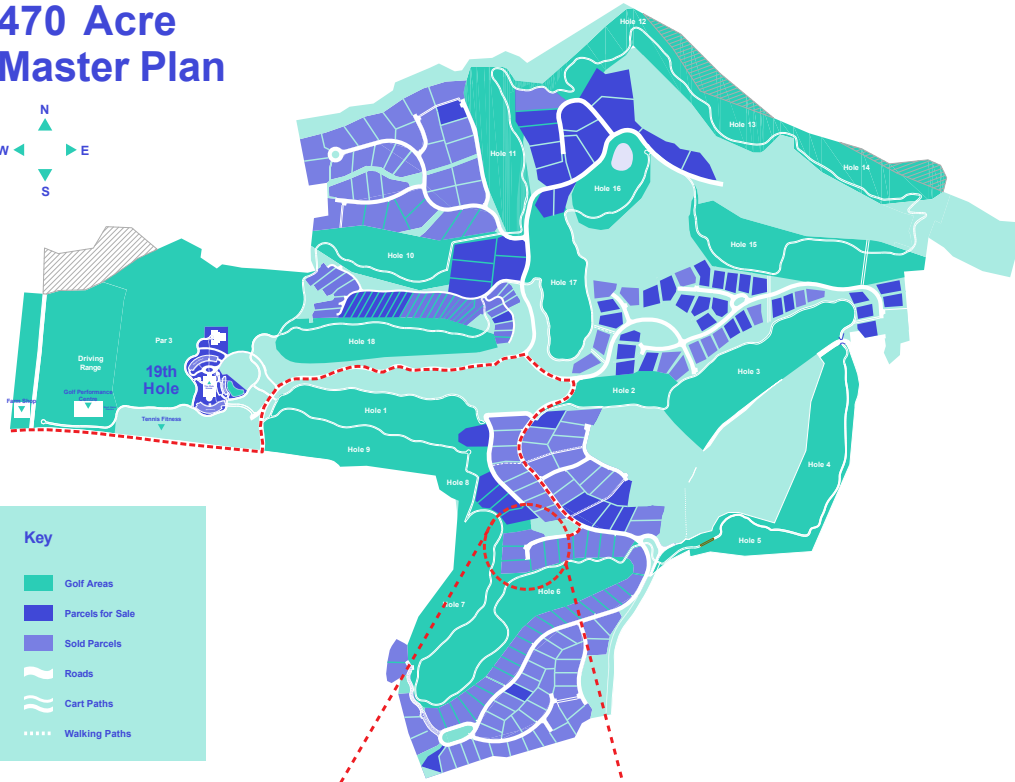 470 Acre
Master Plan
N
W
E
S
Hole 12
Hole 13
Hole 14
Hole 11
Hole 16
Hole 15
Hole 10
Hole 17
Hole 18
Par 3
Driving
Range
19th
Hole
Farm Shop
Golf Performance
Centre
Tennis Fitness
Hole 3
Hole 2
Hole 1
Hole 9
Hole 4
Hole 8
Hole 5
Hole 6
Hole 7
Key
Golf Areas
Parcels for Sale
Sold Parcels
Roads
Cart Paths
Walking Paths